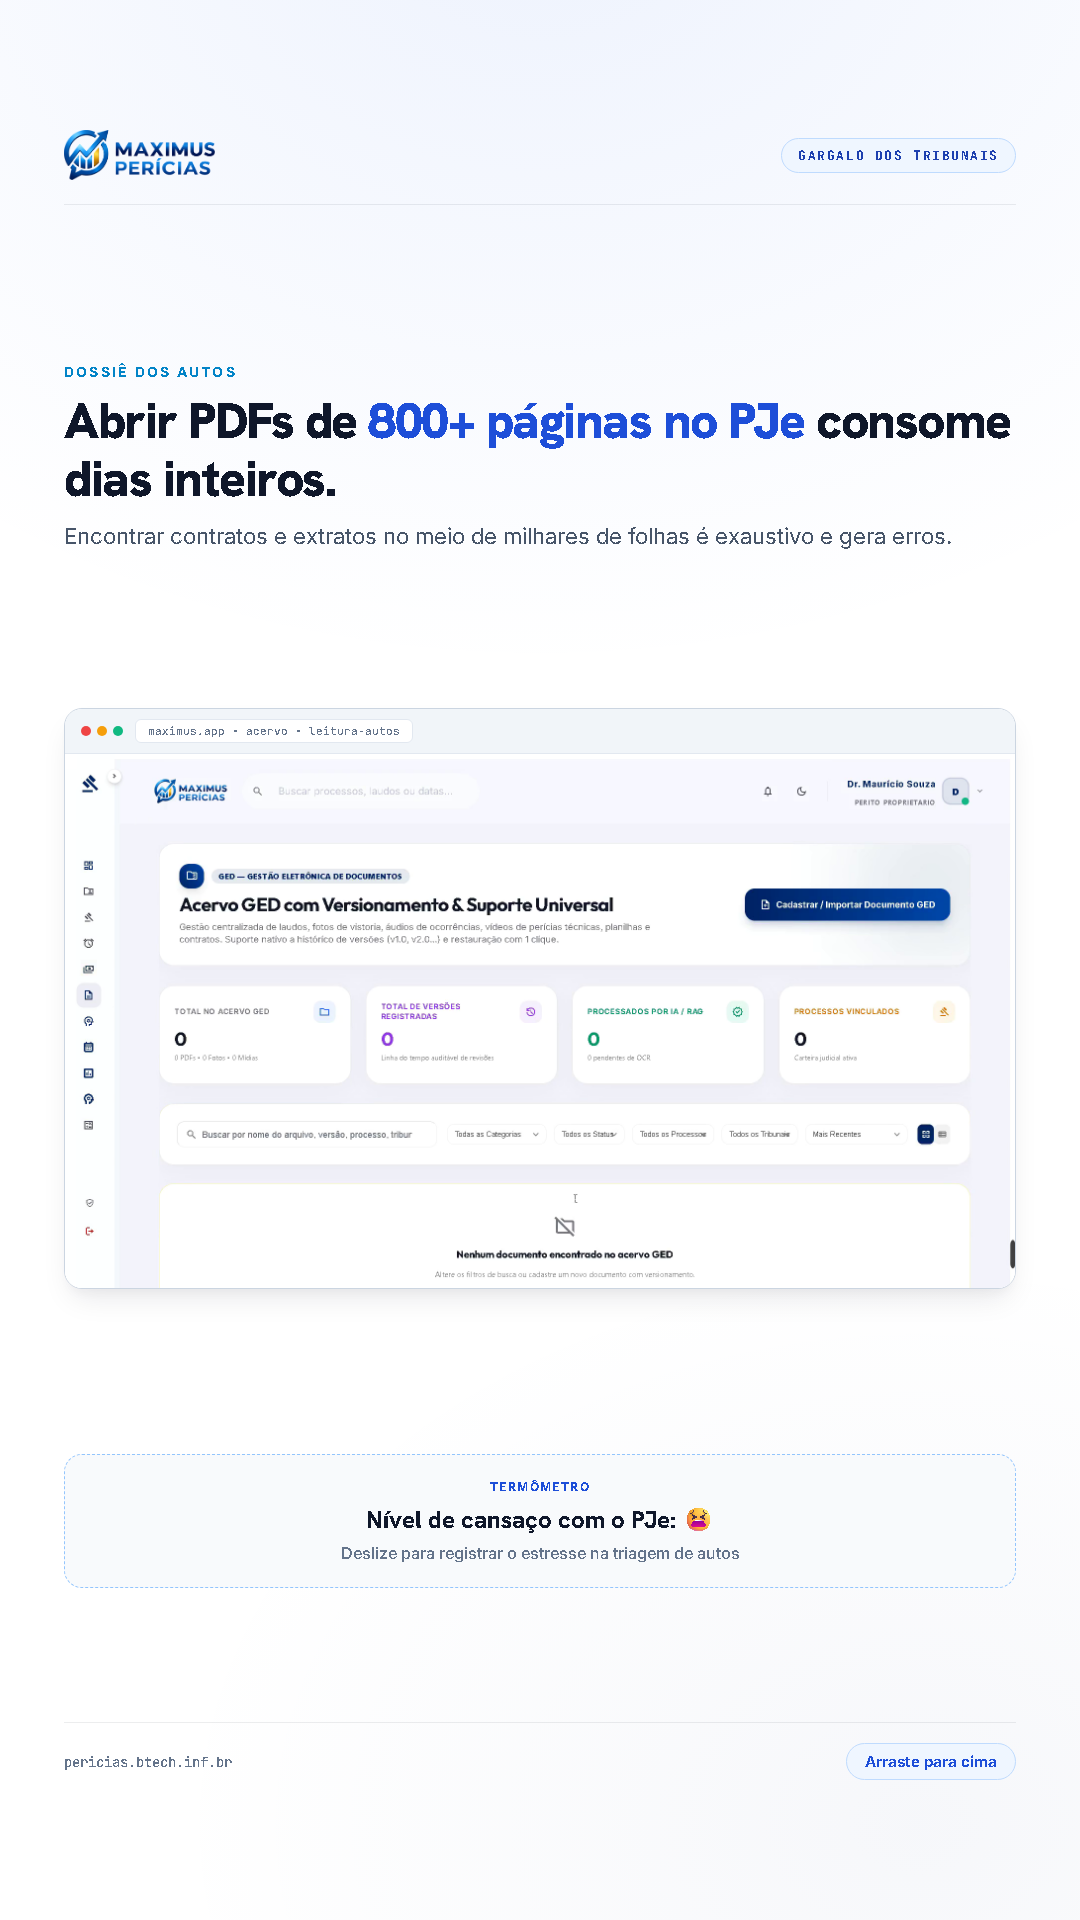 MAXIMUS
PERÍCIAS
GARGALO DOS TRIBUNAIS
DOSSIÊ DOS AUTOS
Abrir PDFs de 800+ páginas no PJe consome
dias inteiros.
Encontrar contratos e extratos no meio de milhares de folhas é exaustivo e gera erros.
maximus.app - acervo - leitura-autos
MAXIMUS
PERÍCIAS
Buscar processos, laudos ou datas...
Dr. Maurício Souza
PERITO PROPRIETARIO
D
GED — GESTÃO ELETRÔNICA DE DOCUMENTOS
Acervo GED com Versionamento & Suporte Universal
Gestão centralizada de laudos, fotos de vistoria, áudios de ocorrências, vídeos de perícias técnicas, planilhas e
contratos. Suporte nativo a histórico de versões (v1.0, v2.0...) e restauração com 1 clique.
Cadastrar / Importar Documento GED
TOTAL NO ACERVO GED
0
0 PDFs • 0 Fotos • 0 Mídias
TOTAL DE VERSÕES
REGISTRADAS
0
Linha do tempo auditável de revisões
PROCESSADOS POR IA / RAG
0
0 pendentes de OCR
PROCESSOS VINCULADOS
0
Carteira judicial ativa
Buscar por nome do arquivo, versão, processo, tribur
Todas as Categorias
Todos os Status
Todos os Processos
Todos os Tribunais
Mais Recentes
Nenhum documento encontrado no acervo GED
Altere os filtros de busca ou cadastre um novo documento com versionamento.
TERMÔMETRO
Nível de cansaço com o PJe: 😫
Deslize para registrar o estresse na triagem de autos
pericias.btech.inf.br
Arraste para cima